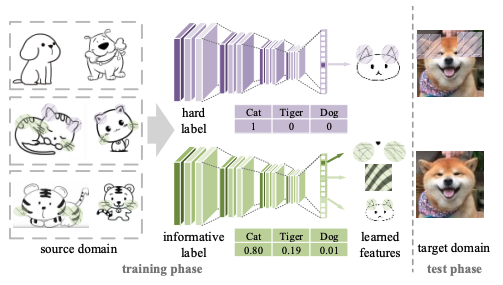 hard
label
Cat Tiger Dog
1 0 0
informative
label
Cat Tiger Dog
0.80 0.19 0.01
learned
features
source domain
target domain
training phase
test phase